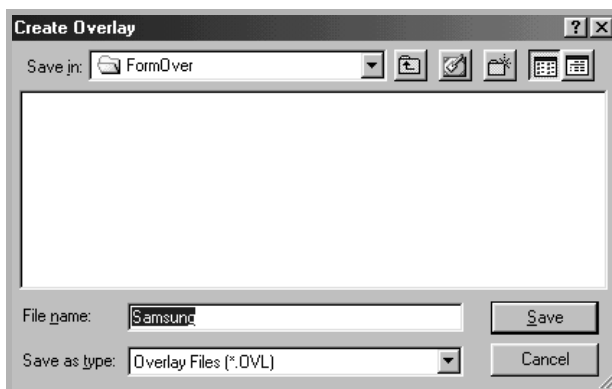 Create Overlay
Save in: FormOver
File name: Samsung
Save
Save as type: Overlay Files (*.OVL)
Cancel